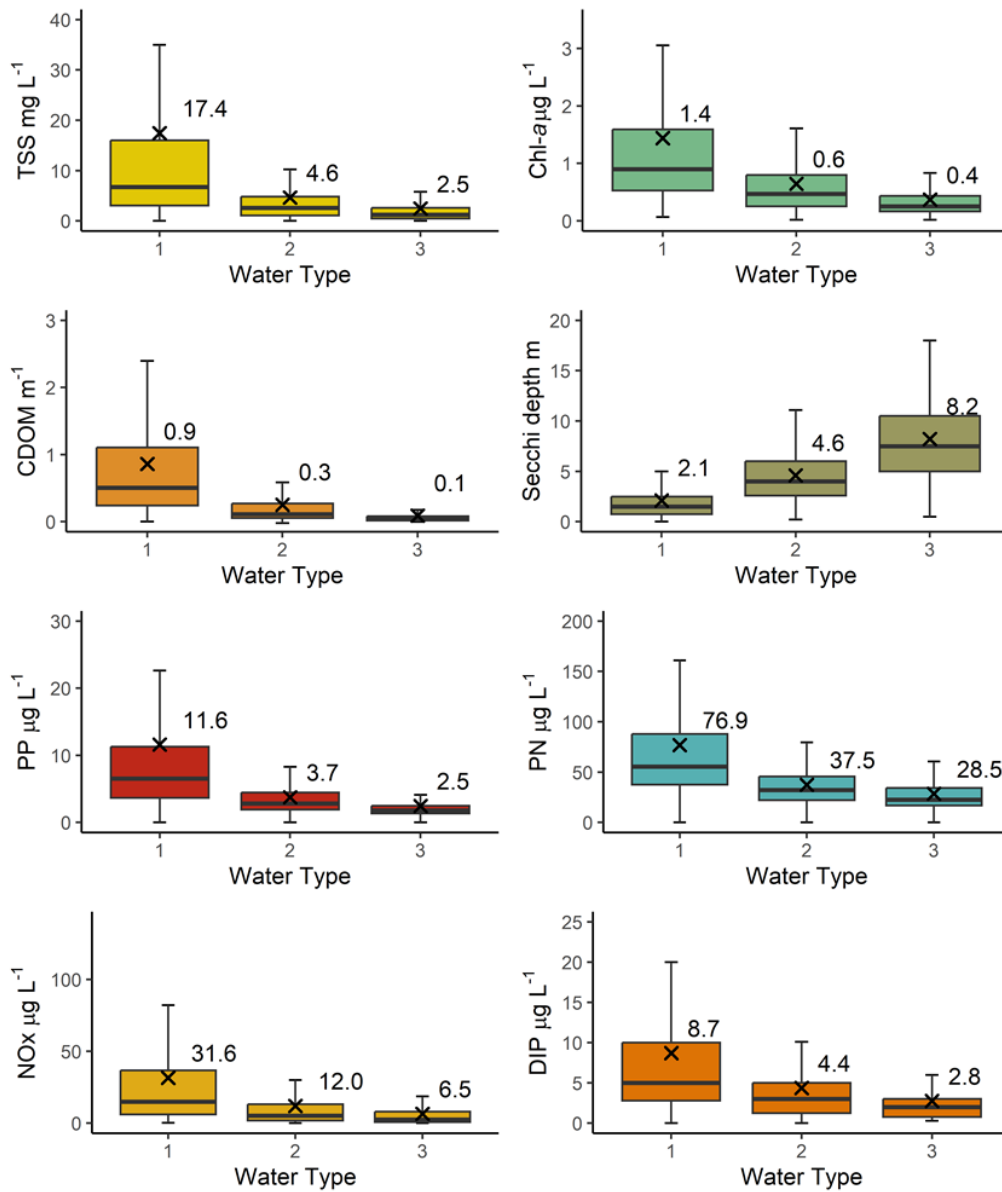 TSS mg L⁻¹
40
30
20
10
0
17.4
4.6
2.5
1 2 3
Water Type
Chl-aµg L⁻¹
3
2
1
0
1.4
0.6
0.4
1 2 3
Water Type
CDOM m⁻¹
3
2
1
0
0.9
0.3
0.1
1 2 3
Water Type
Secchi depth m
20
15
10
5
0
2.1
4.6
8.2
1 2 3
Water Type
PP µg L⁻¹
30
20
10
0
11.6
3.7
2.5
1 2 3
Water Type
PN µg L⁻¹
200
150
100
50
0
76.9
37.5
28.5
1 2 3
Water Type
NOx µg L⁻¹
100
50
0
31.6
12.0
6.5
1 2 3
Water Type
DIP µg L⁻¹
25
20
15
10
5
0
8.7
4.4
2.8
1 2 3
Water Type